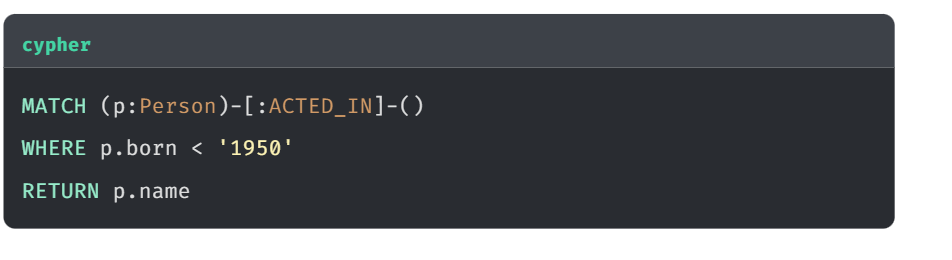 cypher
MATCH (p:Person)-[:ACTED_IN]-()
WHERE p.born < '1950'
RETURN p.name